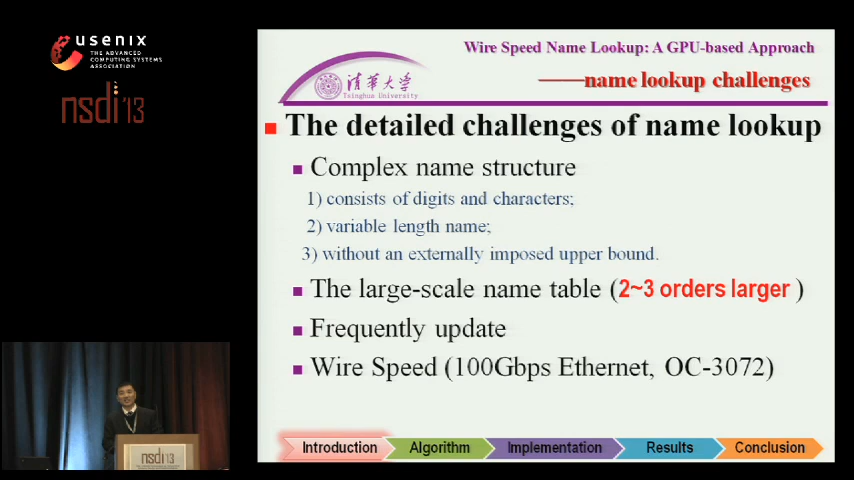 usenix
THE ADVANCED
COMPUTING SYSTEMS
ASSOCIATION
nsdi '13
Wire Speed Name Lookup: A GPU-based Approach
——name lookup challenges
清华大学
Tsinghua University
The detailed challenges of name lookup
Complex name structure
1) consists of digits and characters;
2) variable length name;
3) without an externally imposed upper bound.
The large-scale name table (2~3 orders larger )
Frequently update
Wire Speed (100Gbps Ethernet, OC-3072)
Introduction
Algorithm
Implementation
Results
Conclusion
nsdi'13